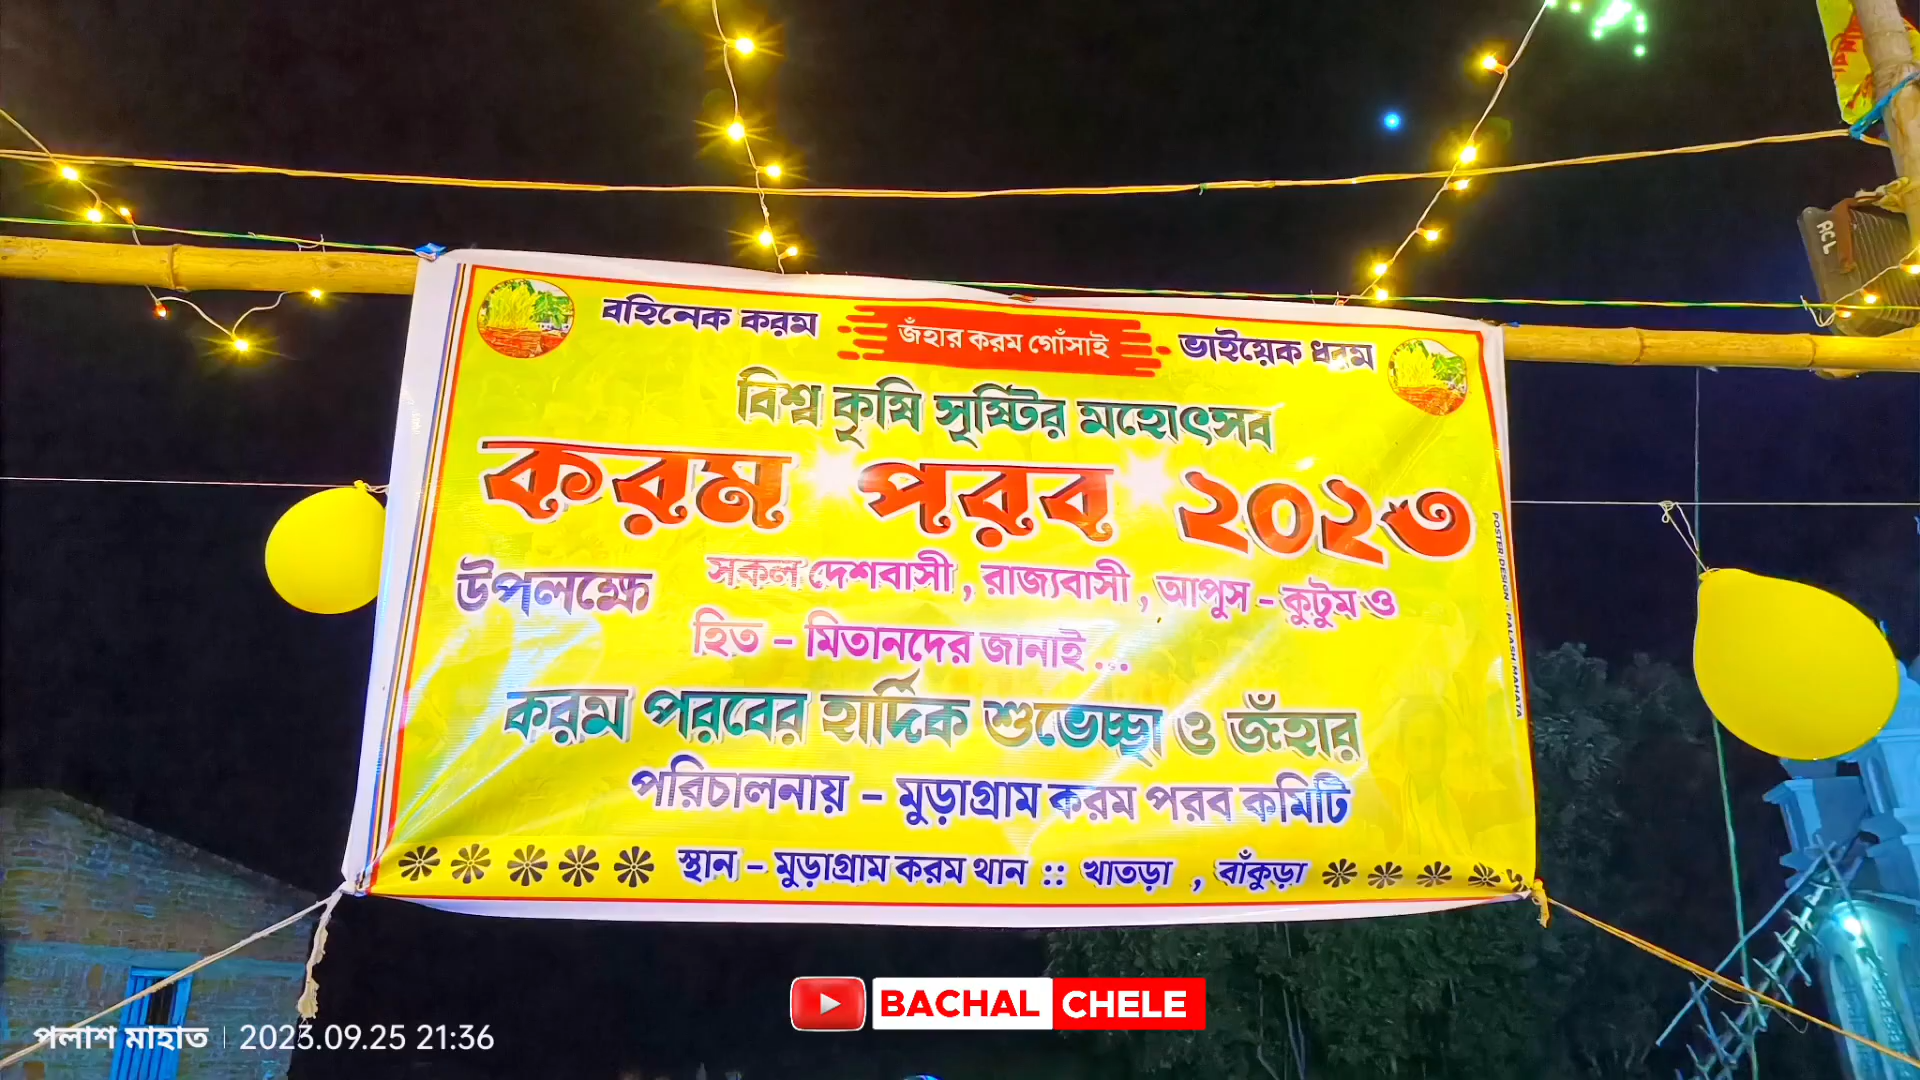 বহিনেক করম
জঁহার করম গোঁসাই
ভাইয়েক ধরম
বিশ্ব কৃষি সৃষ্টির মহোৎসব
করম পরব ২০২৩
উপলক্ষে
সকল দেশবাসী , রাজ্যবাসী , আপুস - কুটুম ও
হিত - মিতানদের জানাই ...
করম পরবের হার্দিক শুভেচ্ছা ও জঁহার
পরিচালনায় - মুড়াগ্রাম করম পরব কমিটি
স্থান - মুড়াগ্রাম করম থান :: খাতড়া , বাঁকুড়া
POSTER DESIGN : PALASH MAHATA
ACL
BACHAL CHELE
পলাশ মাহাত | 2023.09.25 21:36